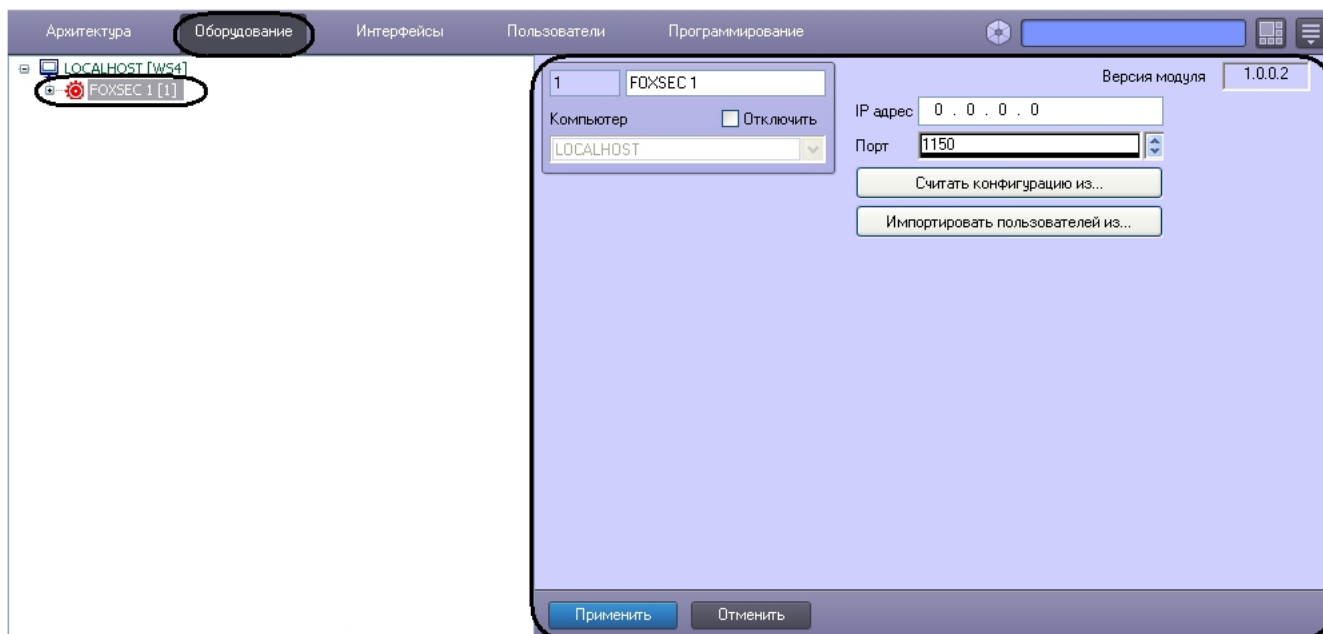 Архитектура Оборудование Интерфейсы Пользователи Программирование
LOCALHOST [WS4]
FOXSEC 1 [1]
1 FOXSEC 1
Компьютер Отключить
LOCALHOST
Версия модуля 1.0.0.2
IP адрес 0 . 0 . 0 . 0
Порт 1150
Считать конфигурацию из...
Импортировать пользователей из...
Применить Отменить